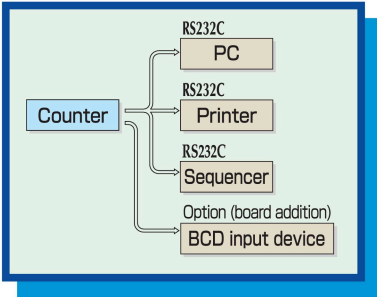 RS232C
PC
RS232C
Counter
Printer
RS232C
Sequencer
Option (board addition)
BCD input device